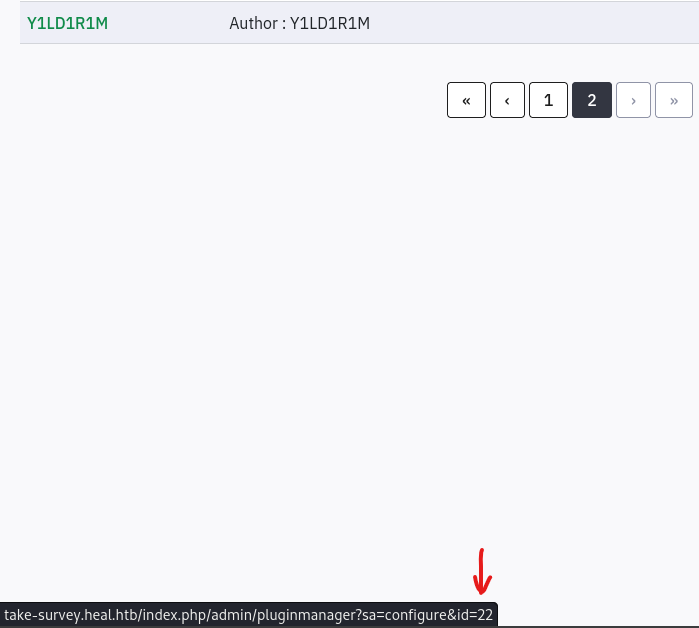 Y1LD1R1M Author : Y1LD1R1M
« ‹ 1 2 › »
take-survey.heal.htb/index.php/admin/pluginmanager?sa=configure&id=22